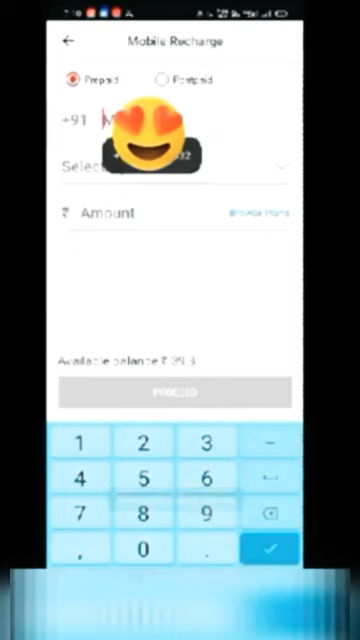 Mobile Recharge
Prepaid
Postpaid
+91
Select
₹ Amount
Browse Plans
Available balance ₹ 39.3
PROCEED
1 2 3 -
4 5 6
7 8 9
, 0 .